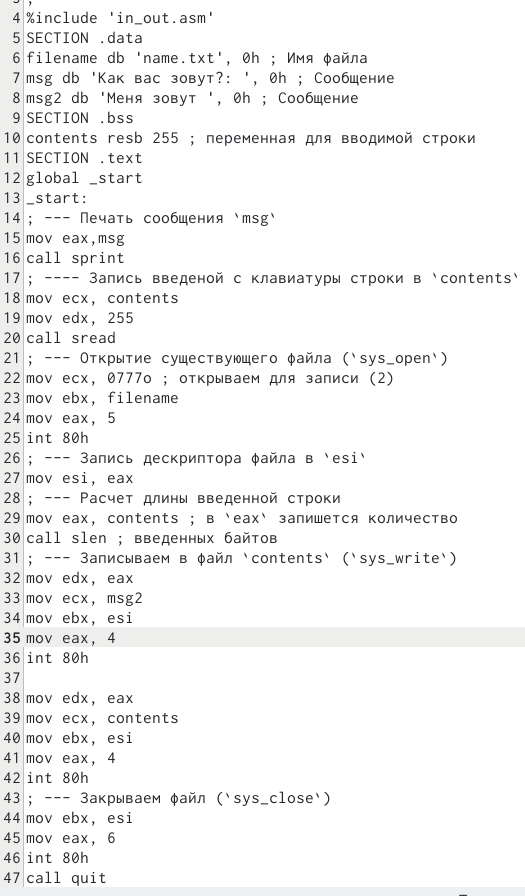 4 %include 'in_out.asm'
5 SECTION .data
6 filename db 'name.txt', 0h ; Имя файла
7 msg db 'Как вас зовут?: ', 0h ; Сообщение
8 msg2 db 'Меня зовут ', 0h ; Сообщение
9 SECTION .bss
10 contents resb 255 ; переменная для вводимой строки
11 SECTION .text
12 global _start
13 _start:
14 ; --- Печать сообщения `msg`
15 mov eax,msg
16 call sprint
17 ; ---- Запись введеной с клавиатуры строки в `contents`
18 mov ecx, contents
19 mov edx, 255
20 call sread
21 ; --- Открытие существующего файла (`sys_open`)
22 mov ecx, 0777o ; открываем для записи (2)
23 mov ebx, filename
24 mov eax, 5
25 int 80h
26 ; --- Запись дескриптора файла в `esi`
27 mov esi, eax
28 ; --- Расчет длины введенной строки
29 mov eax, contents ; в `eax` запишется количество
30 call slen ; введенных байтов
31 ; --- Записываем в файл `contents` (`sys_write`)
32 mov edx, eax
33 mov ecx, msg2
34 mov ebx, esi
35 mov eax, 4
36 int 80h
37
38 mov edx, eax
39 mov ecx, contents
40 mov ebx, esi
41 mov eax, 4
42 int 80h
43 ; --- Закрываем файл (`sys_close`)
44 mov ebx, esi
45 mov eax, 6
46 int 80h
47 call quit